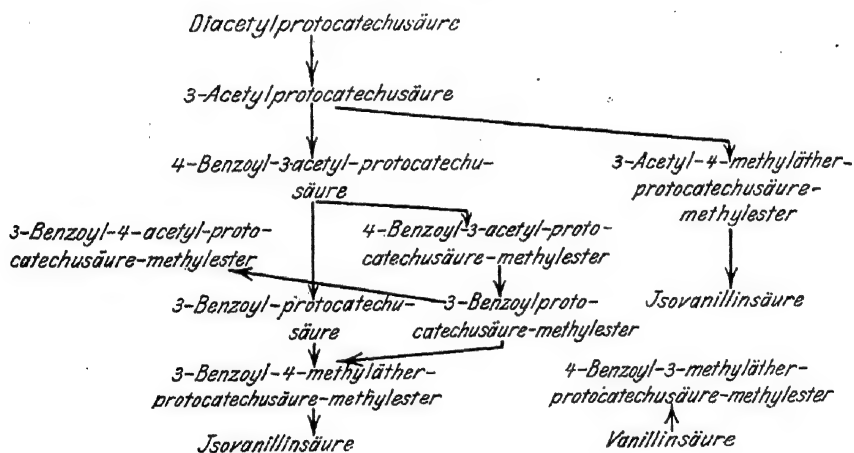 Diacetylprotocatechusäure
3-Acetylprotocatechusäure
4-Benzoyl-3-acetyl-protocatechu-
säure
3-Acetyl-4-methyläther-
protocatechusäure-
methylester
3-Benzoyl-4-acetyl-proto-
catechusäure-methylester
4-Benzoyl-3-acetyl-proto-
catechusäure-methylester
3-Benzoyl-protocatechu-
säure
3-Benzoylproto-
catechusäure-methylester
Jsovanillinsäure
3-Benzoyl-4-methyläther-
protocatechusäure-methylester
4-Benzoyl-3-methyläther-
protocatechusäure-methylester
Jsovanillinsäure
Vanillinsäure